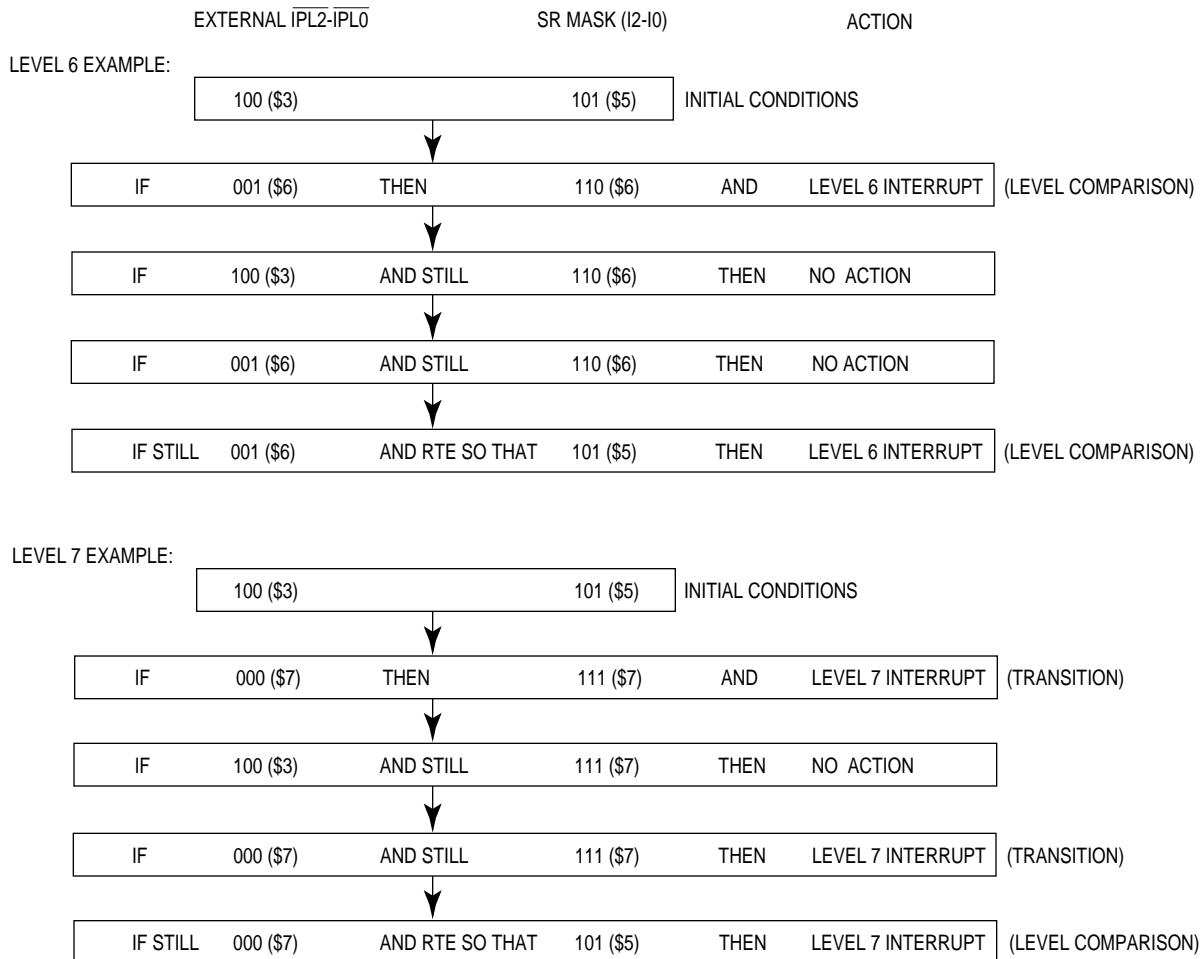 EXTERNAL IPL2-IPL0 SR MASK (I2-I0) ACTION
LEVEL 6 EXAMPLE:
100 ($3) 101 ($5) INITIAL CONDITIONS
IF 001 ($6) THEN 110 ($6) AND LEVEL 6 INTERRUPT (LEVEL COMPARISON)
IF 100 ($3) AND STILL 110 ($6) THEN NO ACTION
IF 001 ($6) AND STILL 110 ($6) THEN NO ACTION
IF STILL 001 ($6) AND RTE SO THAT 101 ($5) THEN LEVEL 6 INTERRUPT (LEVEL COMPARISON)
LEVEL 7 EXAMPLE:
100 ($3) 101 ($5) INITIAL CONDITIONS
IF 000 ($7) THEN 111 ($7) AND LEVEL 7 INTERRUPT (TRANSITION)
IF 100 ($3) AND STILL 111 ($7) THEN NO ACTION
IF 000 ($7) AND STILL 111 ($7) THEN LEVEL 7 INTERRUPT (TRANSITION)
IF STILL 000 ($7) AND RTE SO THAT 101 ($5) THEN LEVEL 7 INTERRUPT (LEVEL COMPARISON)